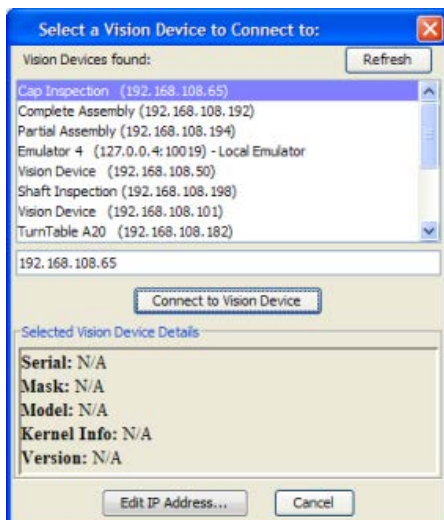 Select a Vision Device to Connect to:
Vision Devices found:
Refresh
Cap Inspection (192.168.108.65)
Complete Assembly (192.168.108.192)
Partial Assembly (192.168.108.194)
Emulator 4 (127.0.0.4:10019) - Local Emulator
Vision Device (192.168.108.50)
Shaft Inspection (192.168.108.198)
Vision Device (192.168.108.101)
TurnTable A20 (192.168.108.182)
192.168.108.65
Connect to Vision Device
Selected Vision Device Details
Serial: N/A
Mask: N/A
Model: N/A
Kernel Info: N/A
Version: N/A
Edit IP Address... Cancel